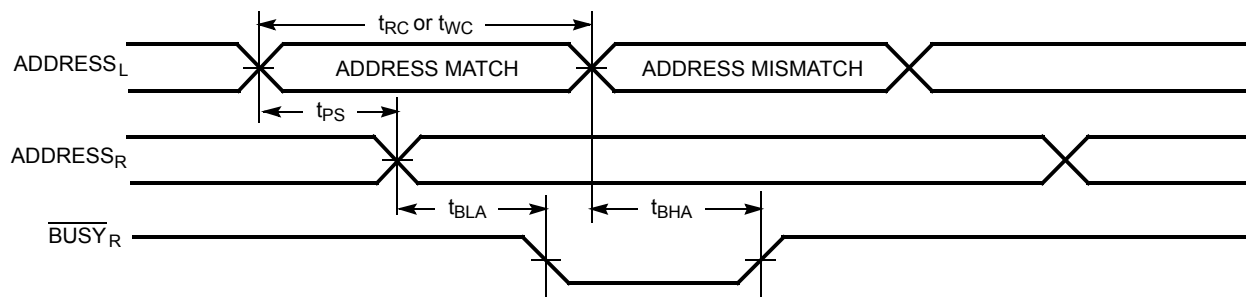 tRC or tWC
ADDRESSL
ADDRESS MATCH
ADDRESS MISMATCH
tPS
ADDRESSR
tBLA
tBHA
BUSYR